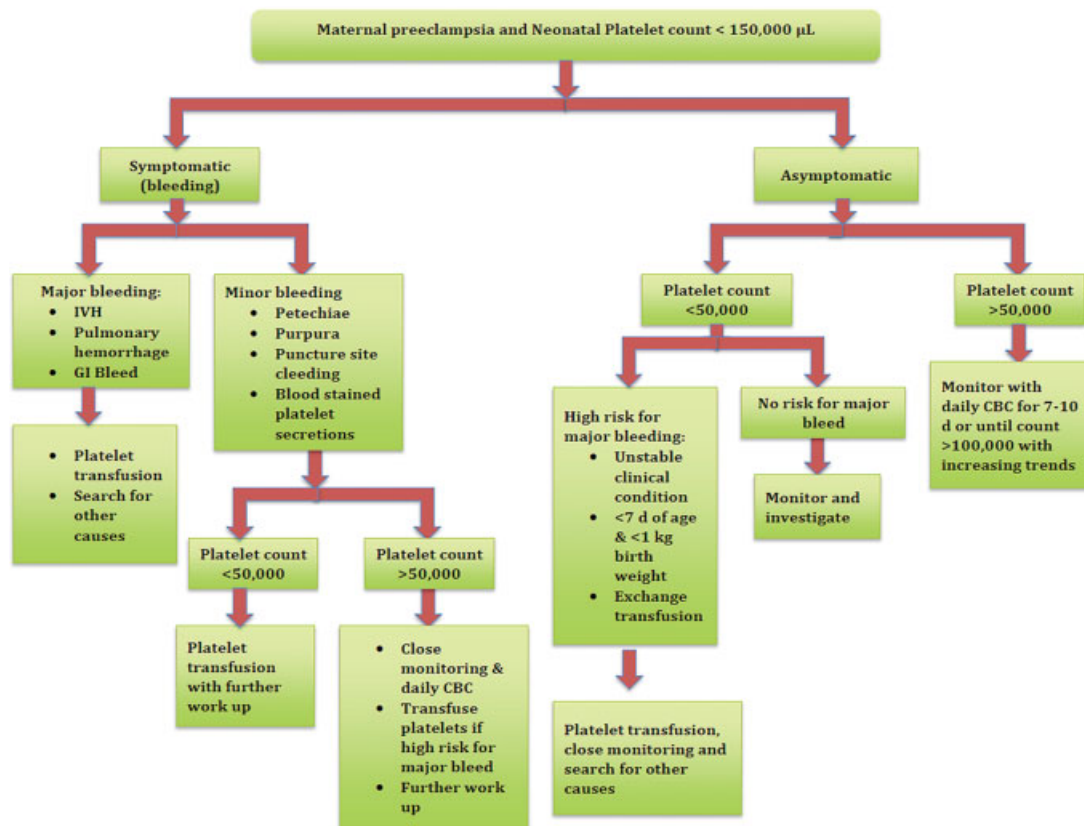 Maternal preeclampsia and Neonatal Platelet count < 150,000 μL
Symptomatic
(bleeding)
Asymptomatic
Major bleeding:
• IVH
• Pulmonary
hemorrhage
• GI Bleed
Minor bleeding
• Petechiae
• Purpura
• Puncture site
cleeding
• Blood stained
platelet
secretions
Platelet count
<50,000
Platelet count
>50,000
• Platelet
transfusion
• Search for
other
causes
High risk for
major bleeding:
• Unstable
clinical
condition
• <7 d of age
& <1 kg
birth
weight
• Exchange
transfusion
No risk for major
bleed
Monitor with
daily CBC for 7-10
d or until count
>100,000 with
increasing trends
Monitor and
investigate
Platelet count
<50,000
Platelet count
>50,000
Platelet
transfusion
with further
work up
• Close
monitoring &
daily CBC
• Transfuse
platelets if
high risk for
major bleed
• Further work
up
Platelet transfusion,
close monitoring and
search for other
causes